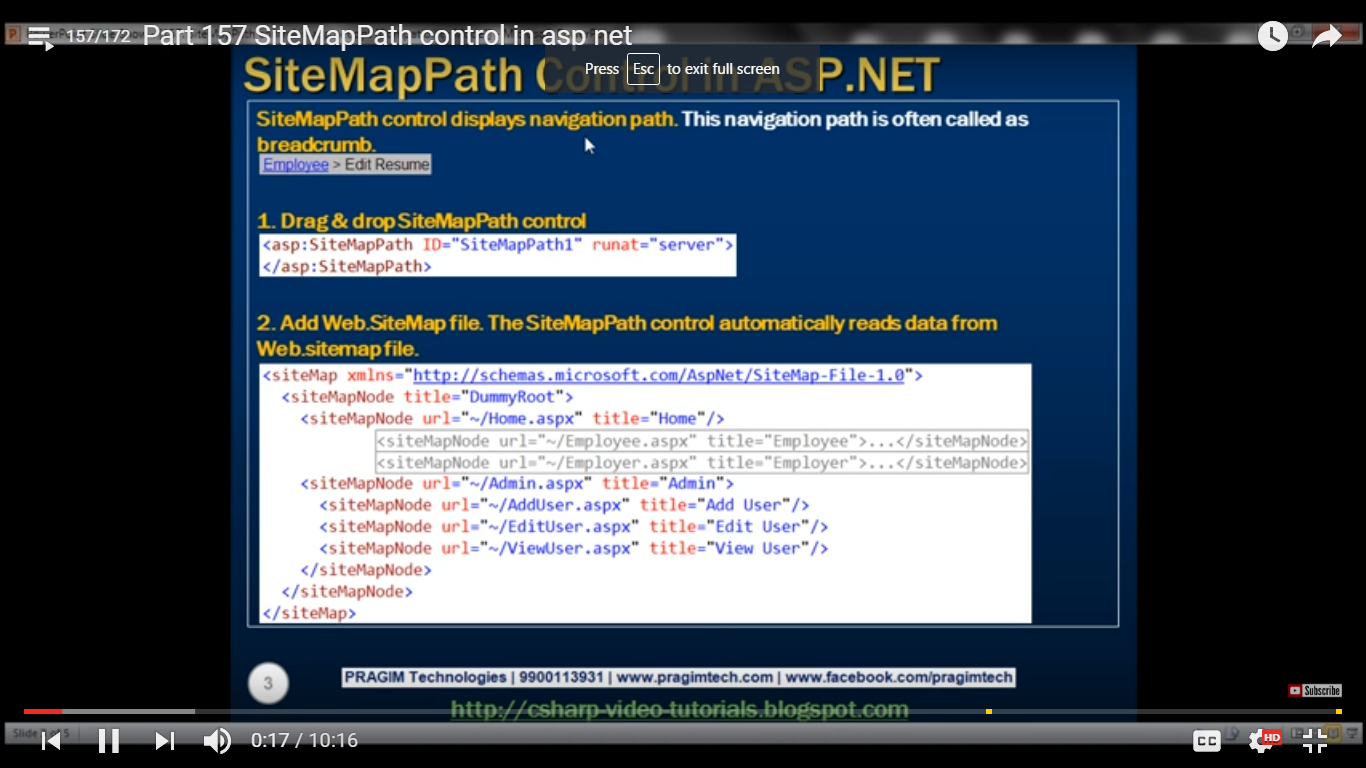 157/172 Part 157 SiteMapPath control in asp net
Press Esc to exit full screen
SiteMapPath Control in ASP.NET
SiteMapPath control displays navigation path. This navigation path is often called as
breadcrumb.
Employee > Edit Resume
1. Drag & drop SiteMapPath control
<asp:SiteMapPath ID="SiteMapPath1" runat="server">
</asp:SiteMapPath>
2. Add Web.SiteMap file. The SiteMapPath control automatically reads data from
Web.sitemap file.
<siteMap xmlns="http://schemas.microsoft.com/AspNet/SiteMap-File-1.0">
<siteMapNode title="DummyRoot">
<siteMapNode url="~/Home.aspx" title="Home"/>
<siteMapNode url="~/Employee.aspx" title="Employee">...</siteMapNode>
<siteMapNode url="~/Employer.aspx" title="Employer">...</siteMapNode>
<siteMapNode url="~/Admin.aspx" title="Admin">
<siteMapNode url="~/AddUser.aspx" title="Add User"/>
<siteMapNode url="~/EditUser.aspx" title="Edit User"/>
<siteMapNode url="~/ViewUser.aspx" title="View User"/>
</siteMapNode>
</siteMapNode>
</siteMap>
3
PRAGIM Technologies | 9900113931 | www.pragimtech.com | www.facebook.com/pragimtech
Subscribe
http://csharp-video-tutorials.blogspot.com
Slide 5
0:17 / 10:16
CC
HD